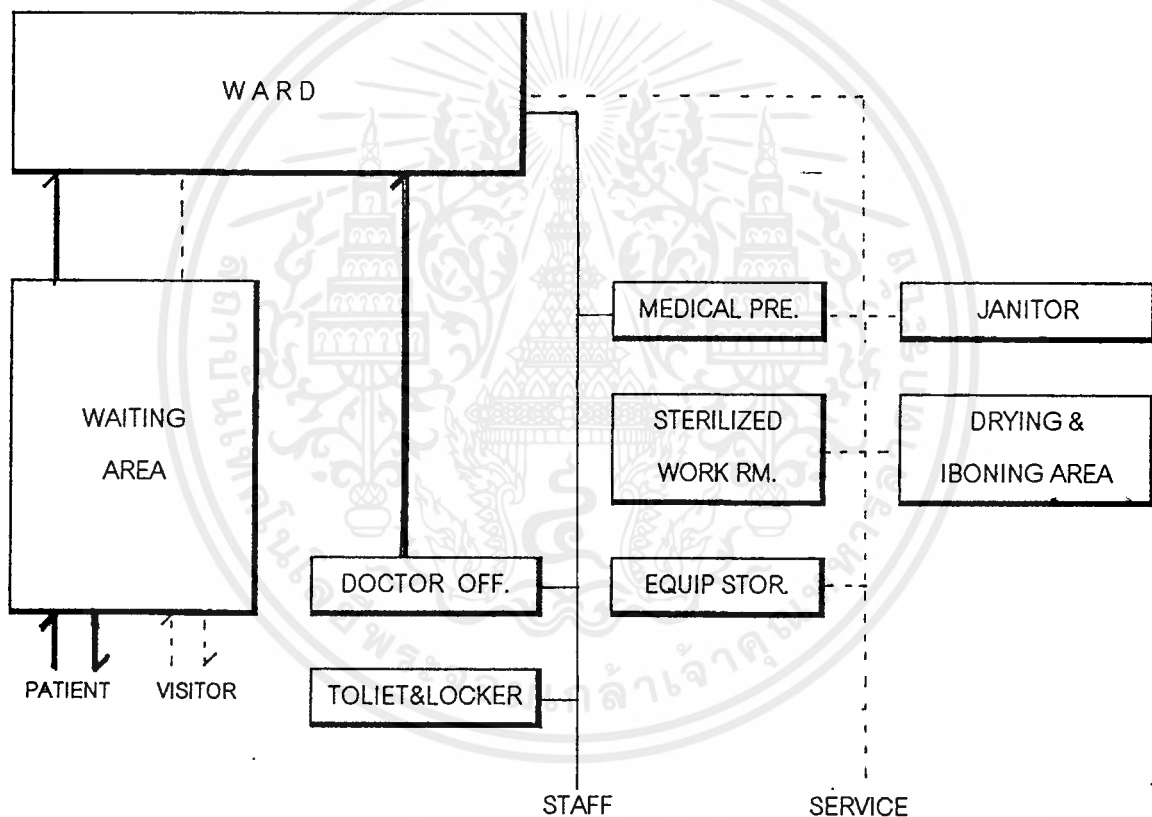 WARD
MEDICAL PRE.
JANITOR
WAITING
AREA
STERILIZED
WORK RM.
DRYING &
IBONING AREA
DOCTOR OFF.
EQUIP STOR.
PATIENT
VISITOR
TOLIET&LOCKER
STAFF
SERVICE